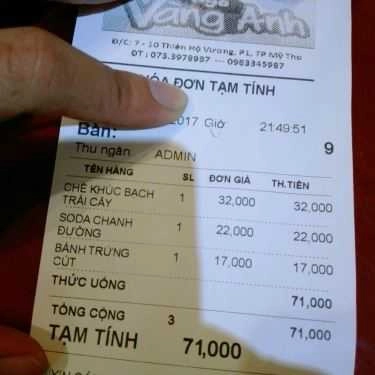 Vàng Anh
Đ/C: 7 - 10 Thiên Hộ Vương, P1, TP Mỹ Tho
ĐT : 073.3978987 --- 0983345987
HÓA ĐƠN TẠM TÍNH
2017 Giờ 21:49:51
Bàn: 9
Thu ngân ADMIN
TÊN HÀNG SL ĐƠN GIÁ TH.TIỀN
CHÈ KHÚC BẠCH
TRÁI CÂY 1 32,000 32,000
SODA CHANH
ĐƯỜNG 1 22,000 22,000
BÁNH TRỨNG
CÚT 1 17,000 17,000
THỨC UỐNG 71,000
TỔNG CỘNG 3 71,000
TẠM TÍNH 71,000